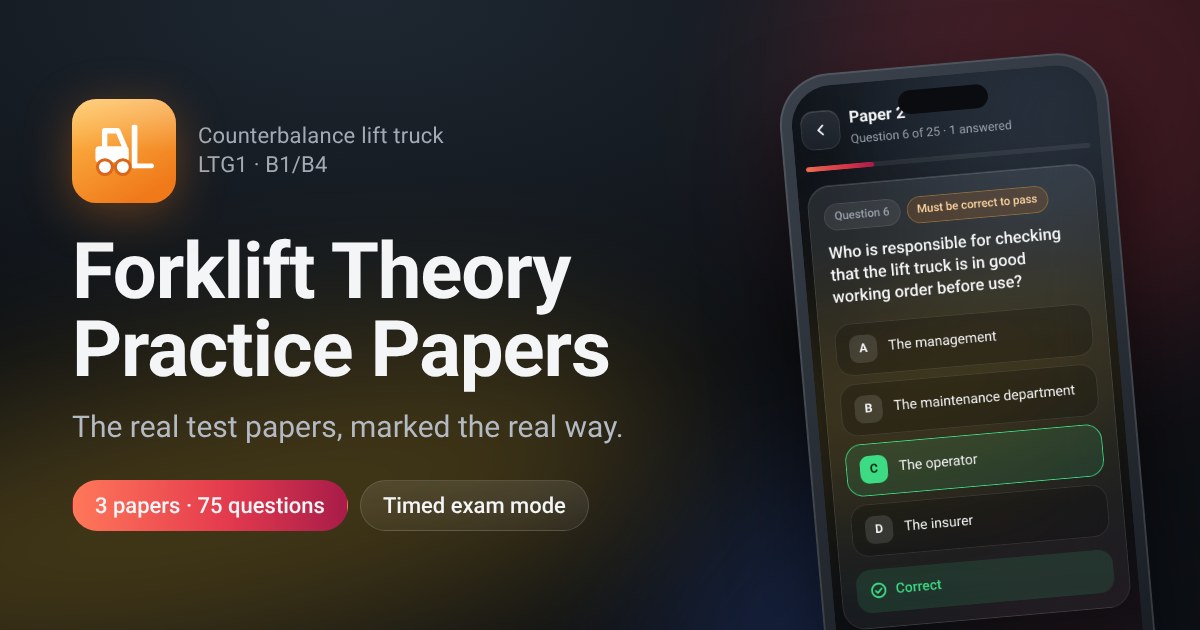 Counterbalance lift truck
LTG1 · B1/B4
Forklift Theory
Practice Papers
The real test papers, marked the real way.
3 papers · 75 questions
Timed exam mode
Paper 2
Question 6 of 25 · 1 answered
Question 6
Must be correct to pass
Who is responsible for checking
that the lift truck is in good
working order before use?
A The management
B The maintenance department
C The operator
D The insurer
Correct